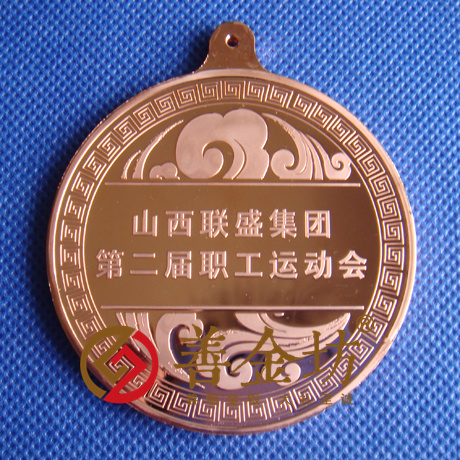 山西联盛集团
第二届职工运动会
善金坊